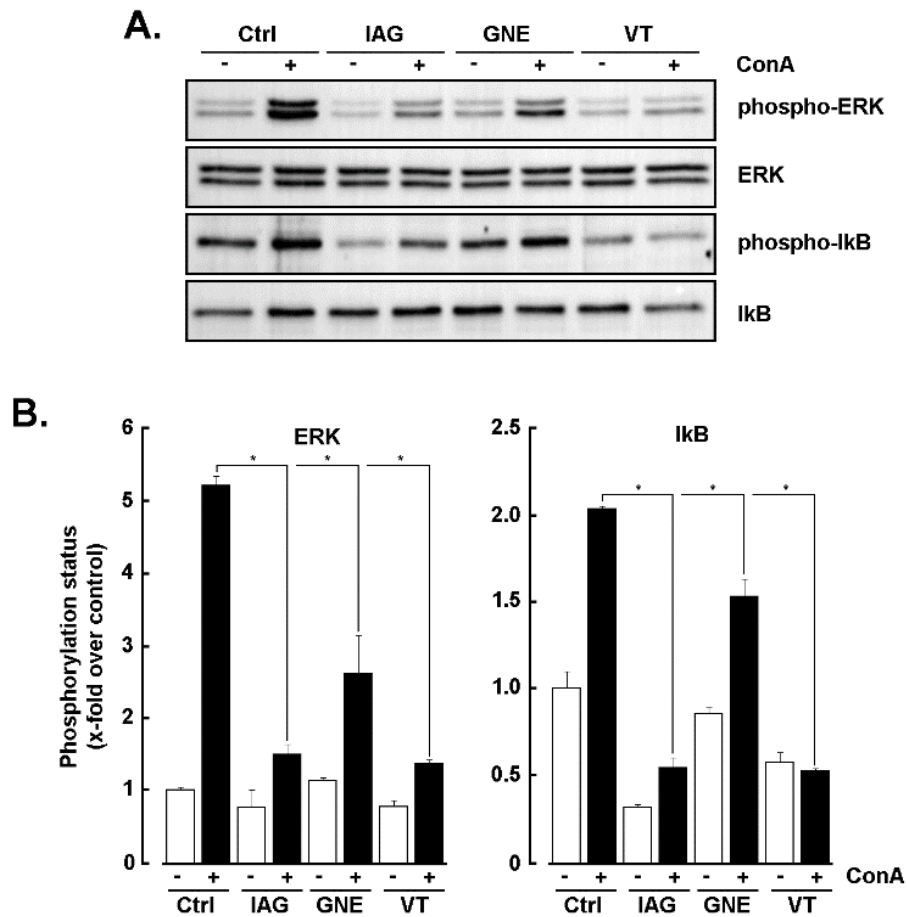 A.
Ctrl IAG GNE VT
- + - + - + - + ConA
phospho-ERK
ERK
phospho-IkB
IkB
B.
Phosphorylation status
(x-fold over control)
ERK
6
5
4
3
2
1
0
* * *
- + - + - + - +
Ctrl IAG GNE VT
IkB
2.5
2.0
1.5
1.0
0.5
0
* * *
- + - + - + - + ConA
Ctrl IAG GNE VT